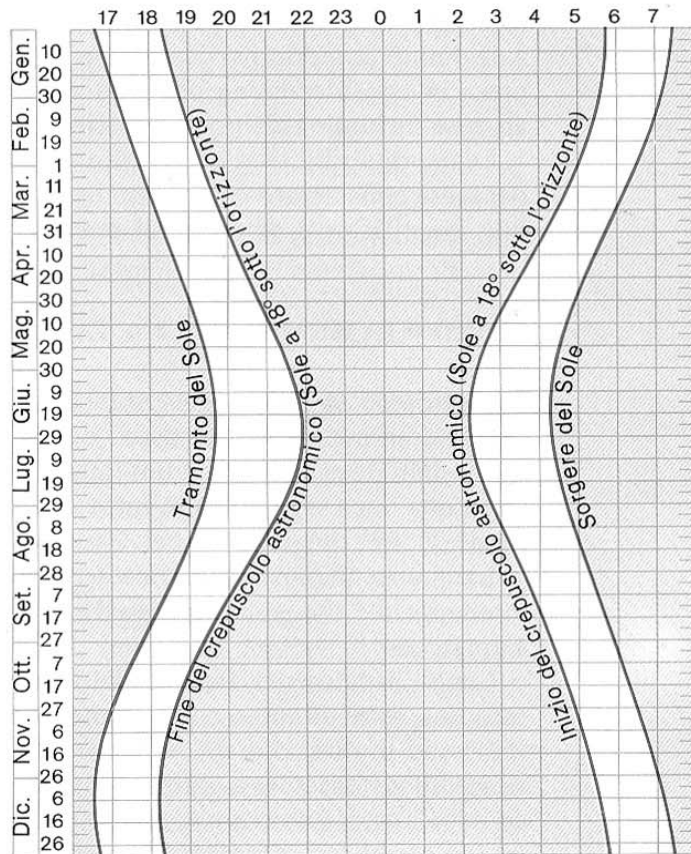 17 18 19 20 21 22 23 0 1 2 3 4 5 6 7
Gen.
10
20
30
Feb.
9
19
Mar.
1
11
21
31
Apr.
10
20
30
Mag.
10
20
30
Giu.
9
19
29
Lug.
9
19
29
Ago.
8
18
28
Set.
7
17
27
Ott.
7
17
27
Nov.
6
16
26
Dic.
6
16
26
Tramonto del Sole
Fine del crepuscolo astronomico (Sole a 18° sotto l'orizzonte)
Inizio del crepuscolo astronomico (Sole a 18° sotto l'orizzonte)
Sorgere del Sole